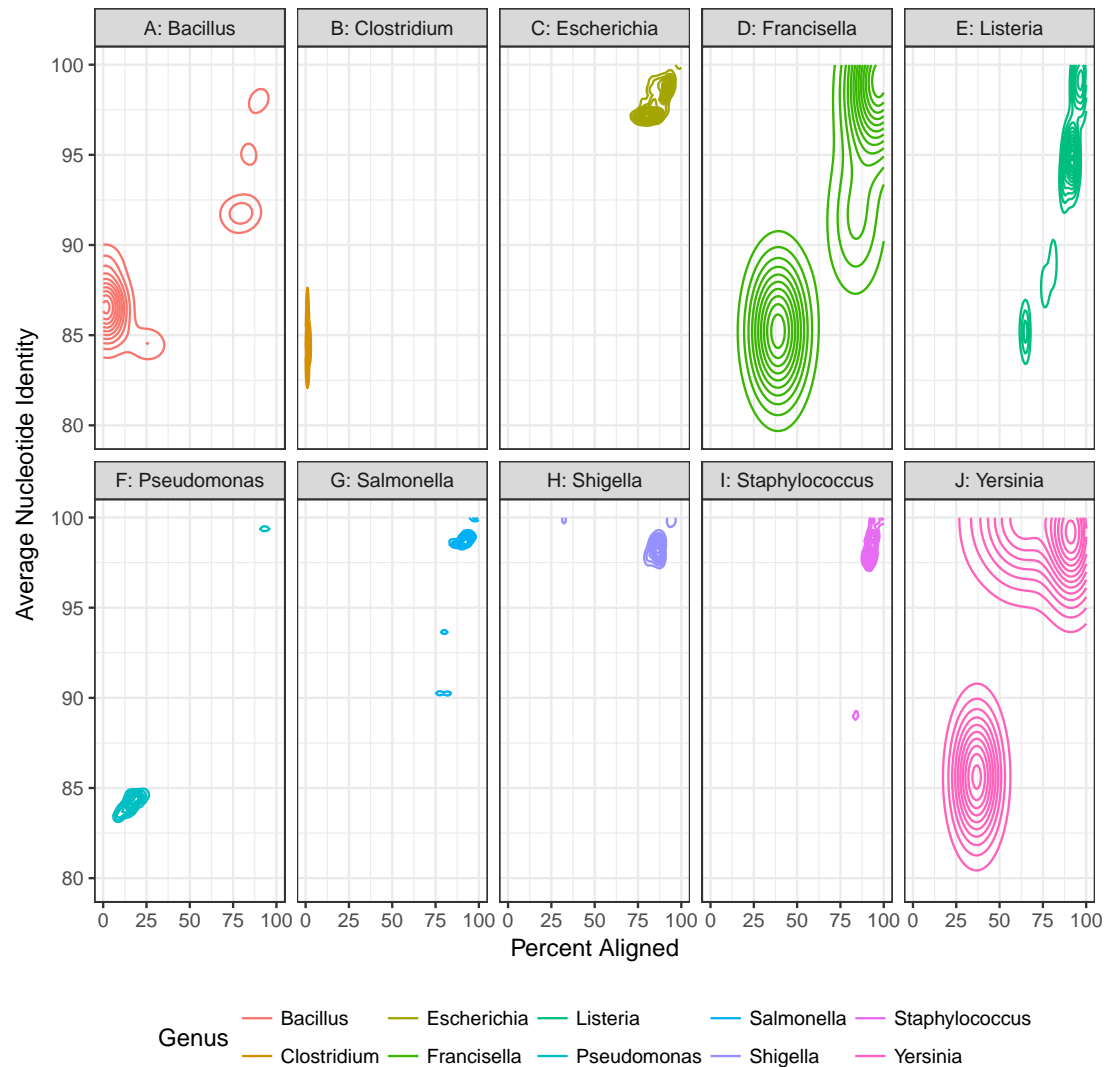 A: Bacillus B: Clostridium C: Escherichia D: Francisella E: Listeria
100
95
90
85
80
F: Pseudomonas G: Salmonella H: Shigella I: Staphylococcus J: Yersinia
100
95
90
85
80
Average Nucleotide Identity
0 25 50 75 100 0 25 50 75 100 0 25 50 75 100 0 25 50 75 100 0 25 50 75 100
Percent Aligned
Genus
Bacillus Escherichia Listeria Salmonella Staphylococcus
Clostridium Francisella Pseudomonas Shigella Yersinia